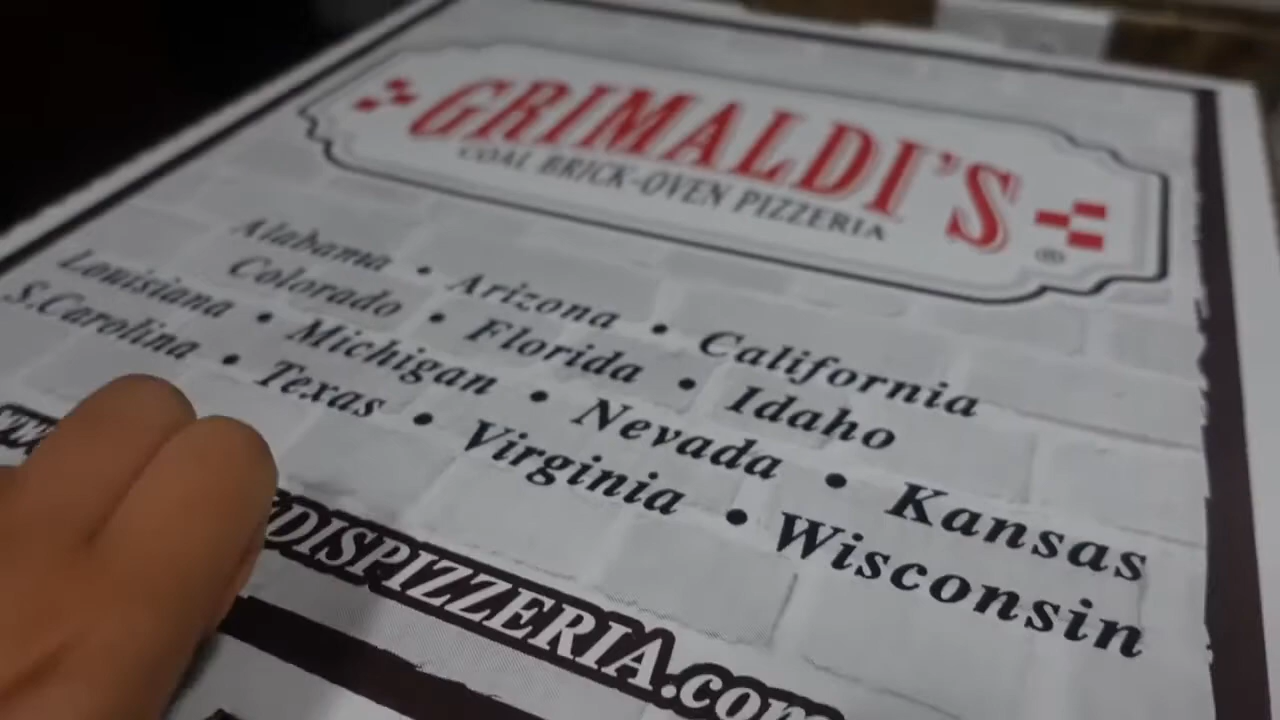 GRIMALDI'S
COAL BRICK-OVEN PIZZERIA
®
Alabama • Arizona • California
Colorado • Florida • Idaho
Louisiana • Michigan • Nevada • Kansas
S.Carolina • Texas • Virginia • Wisconsin
DISPIZZERIA.com